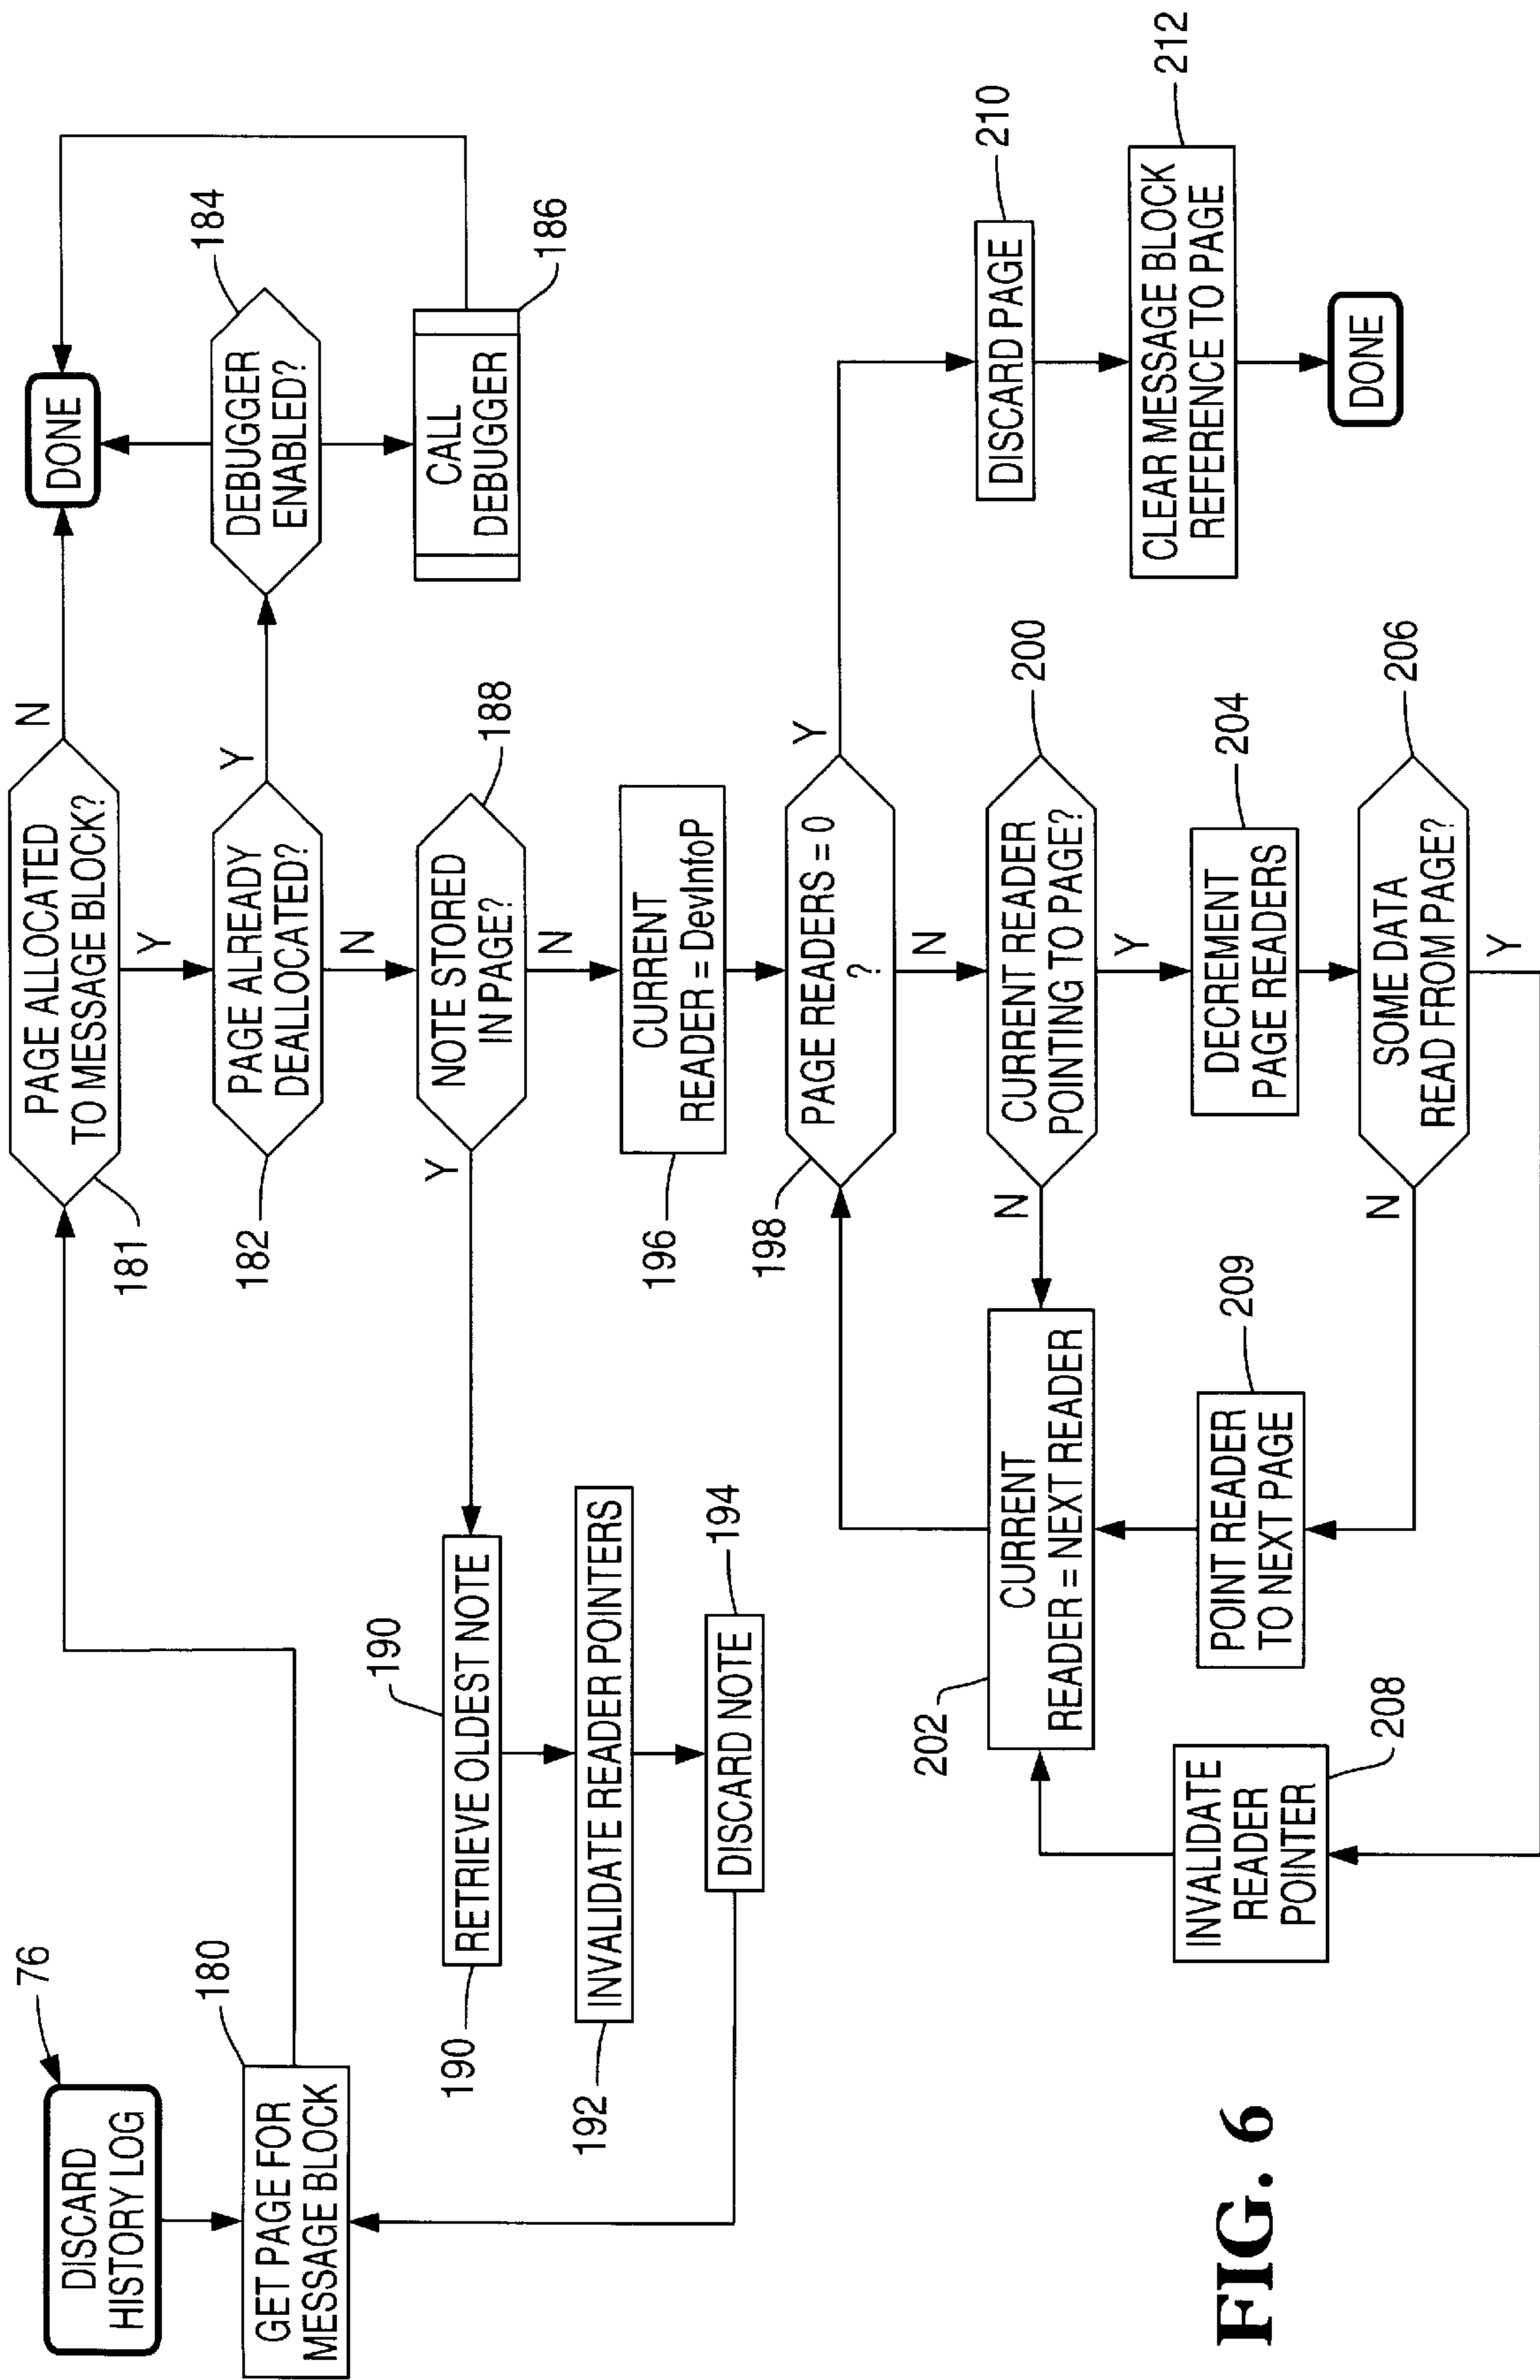 76
DISCARD
HISTORY LOG
180
GET PAGE FOR
MESSAGE BLOCK
181
PAGE ALLOCATED
TO MESSAGE BLOCK?
N
DONE
Y
182
PAGE ALREADY
DEALLOCATED?
Y
184
DEBUGGER
ENABLED?
186
CALL
DEBUGGER
N
188
NOTE STORED
IN PAGE?
Y
190
190
RETRIEVE OLDEST NOTE
192
INVALIDATE READER POINTERS
194
DISCARD NOTE
N
196
CURRENT
READER = DevInfoP
198
PAGE READERS = 0
?
Y
210
DISCARD PAGE
212
CLEAR MESSAGE BLOCK
REFERENCE TO PAGE
DONE
N
200
CURRENT READER
POINTING TO PAGE?
N
202
CURRENT
READER = NEXT READER
Y
204
DECREMENT
PAGE READERS
206
SOME DATA
READ FROM PAGE?
N
209
POINT READER
TO NEXT PAGE
Y
208
INVALIDATE
READER
POINTER
FIG. 6